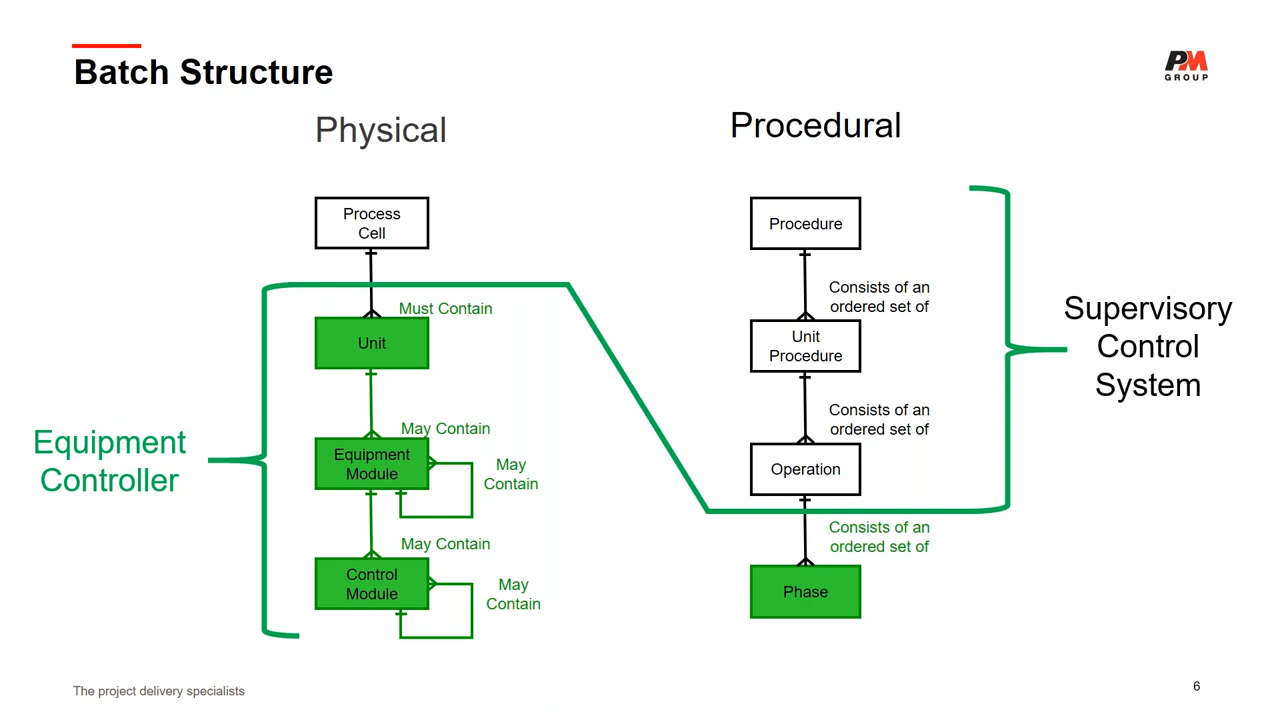 Batch Structure
PM
GROUP
Physical
Procedural
Process
Cell
Must Contain
Unit
May Contain
Equipment
Module
May
Contain
May Contain
Control
Module
May
Contain
Equipment
Controller
Procedure
Consists of an
ordered set of
Unit
Procedure
Consists of an
ordered set of
Operation
Consists of an
ordered set of
Phase
Supervisory
Control
System
The project delivery specialists
6